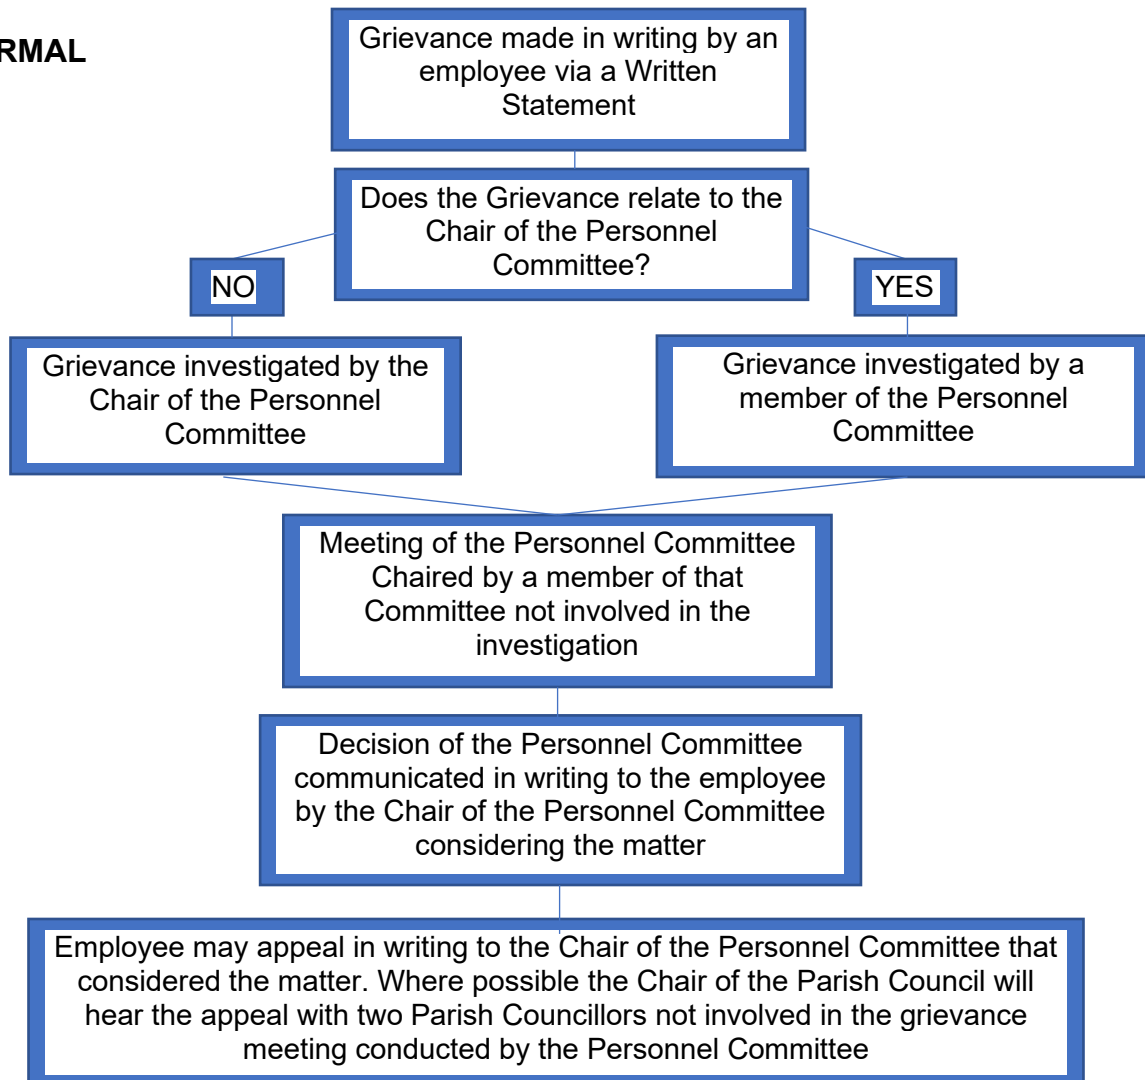 RMAL
Grievance made in writing by an
employee via a Written
Statement
Does the Grievance relate to the
Chair of the Personnel
Committee?
NO
YES
Grievance investigated by the
Chair of the Personnel
Committee
Grievance investigated by a
member of the Personnel
Committee
Meeting of the Personnel Committee
Chaired by a member of that
Committee not involved in the
investigation
Decision of the Personnel Committee
communicated in writing to the employee
by the Chair of the Personnel Committee
considering the matter
Employee may appeal in writing to the Chair of the Personnel Committee that
considered the matter. Where possible the Chair of the Parish Council will
hear the appeal with two Parish Councillors not involved in the grievance
meeting conducted by the Personnel Committee